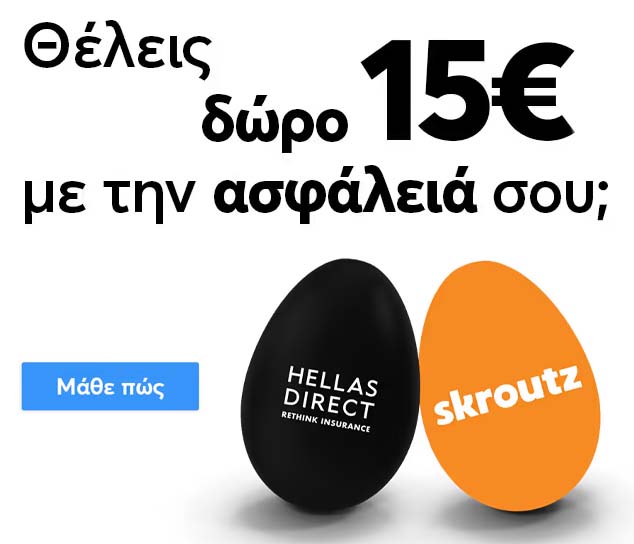 Θέλεις
δώρο 15€
με την ασφάλειά σου;
Μάθε πώς
HELLAS
DIRECT
RETHINK INSURANCE
skroutz